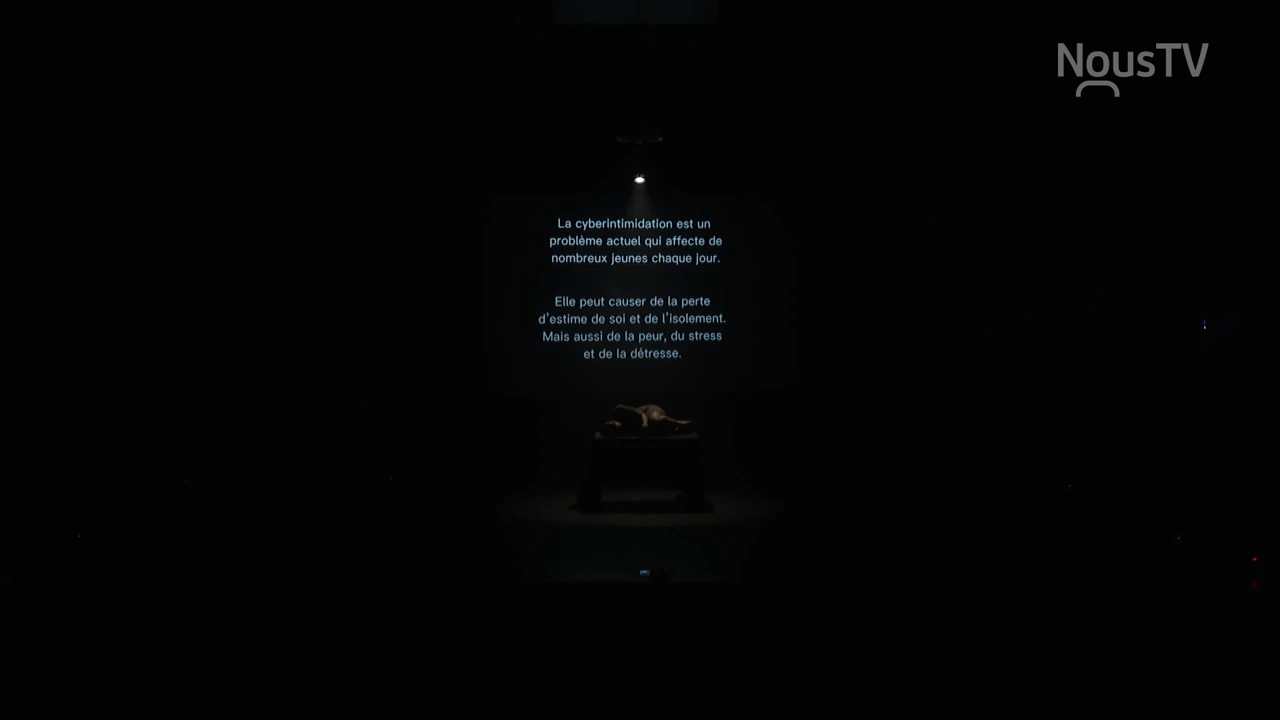 NousTV
La cyberintimidation est un
problème actuel qui affecte de
nombreux jeunes chaque jour.
Elle peut causer de la perte
d'estime de soi et de l'isolement.
Mais aussi de la peur, du stress
et de la détresse.